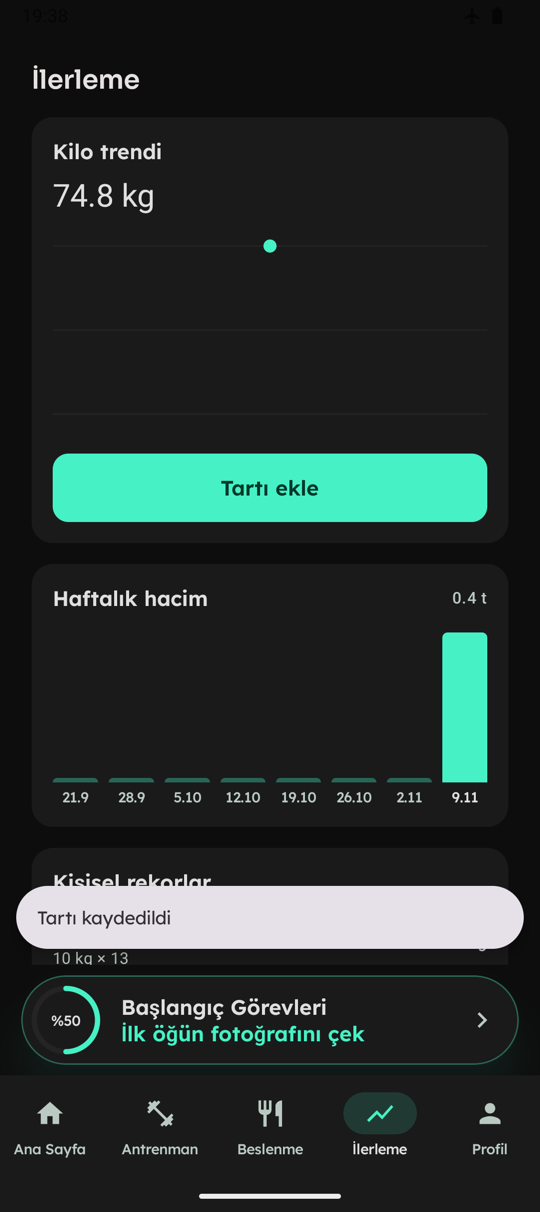 19:38
İlerleme
Kilo trendi
74.8 kg
Tartı ekle
Haftalık hacim
0.4 t
21.9
28.9
5.10
12.10
19.10
26.10
2.11
9.11
Kişisel rekorlar
Tartı kaydedildi
10 kg × 13
%50
Başlangıç Görevleri
İlk öğün fotoğrafını çek
Ana Sayfa
Antrenman
Beslenme
İlerleme
Profil